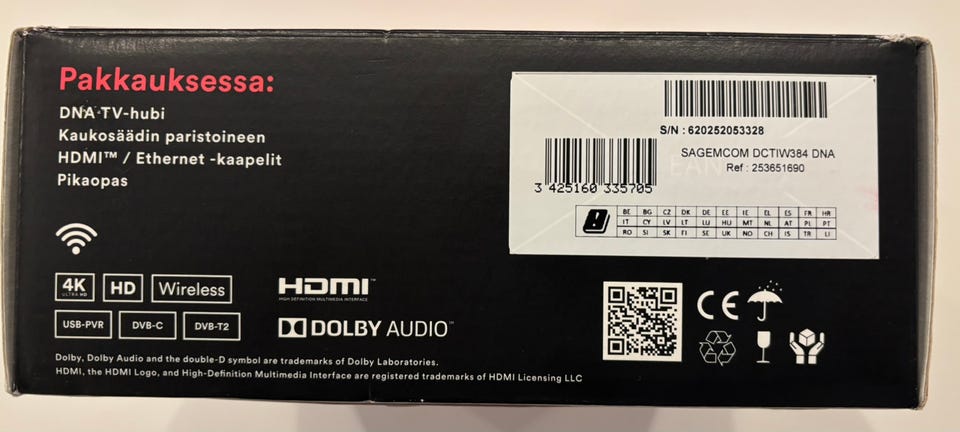 Pakkauksessa:
DNA TV-hubi
Kaukosäädin paristoineen
HDMI™ / Ethernet -kaapelit
Pikaopas
S/N : 620252053328
SAGEMCOM DCTIW384 DNA
Ref : 253651690
3 425160 335705
BE BG CZ DK DE EE IE EL ES FR HR
IT CY LV LT LU HU MT NL AT PL PT
RO SI SK FI SE UK NO CH IS TR LI
4K ULTRA HD HD Wireless
USB-PVR DVB-C DVB-T2
HDMI™
HIGH DEFINITION MULTIMEDIA INTERFACE
DOLBY AUDIO™
CE
Dolby, Dolby Audio and the double-D symbol are trademarks of Dolby Laboratories.
HDMI, the HDMI Logo, and High-Definition Multimedia Interface are registered trademarks of HDMI Licensing LLC